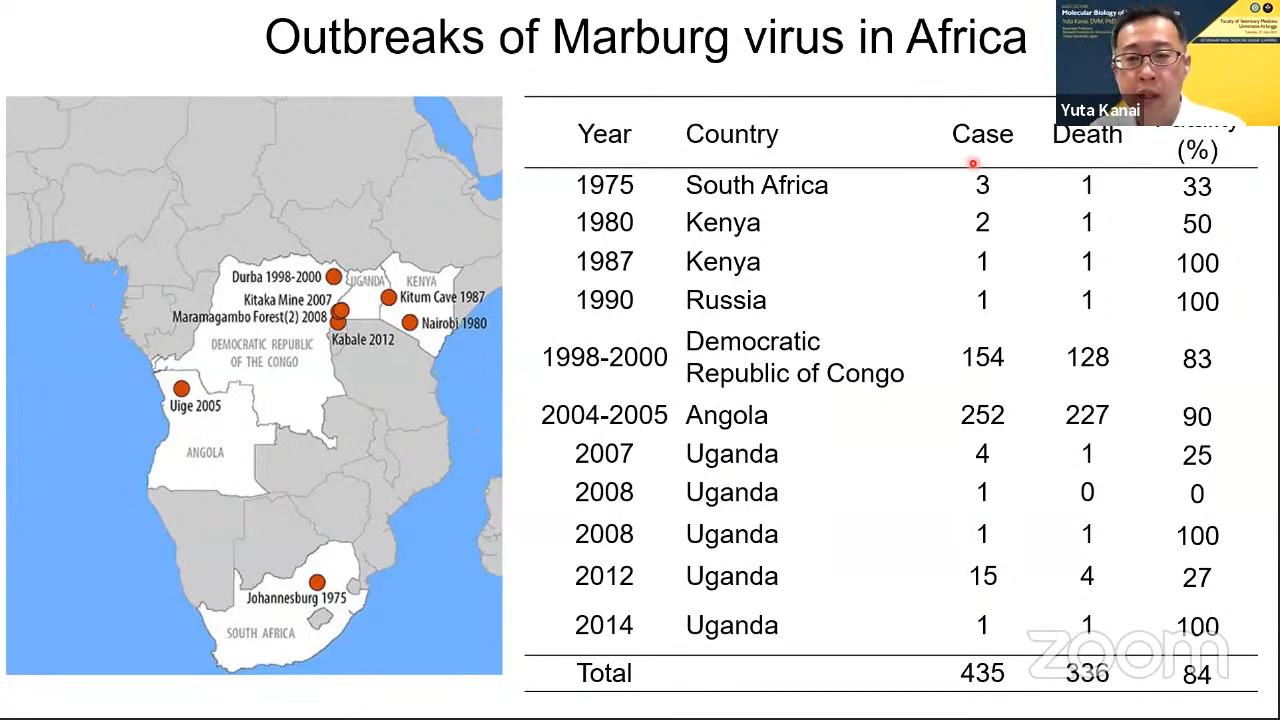 Outbreaks of Marburg virus in Africa
Yuta Kanai
Year Country Case Death Fatality (%)
1975 South Africa 3 1 33
1980 Kenya 2 1 50
1987 Kenya 1 1 100
1990 Russia 1 1 100
1998-2000 Democratic Republic of Congo 154 128 83
2004-2005 Angola 252 227 90
2007 Uganda 4 1 25
2008 Uganda 1 0 0
2008 Uganda 1 1 100
2012 Uganda 15 4 27
2014 Uganda 1 1 100
Total 435 336 84
Durba 1998-2000
UGANDA
KENYA
Kitaka Mine 2007
Kitum Cave 1987
Maramagambo Forest(2) 2008
Nairobi 1980
Kabale 2012
DEMOCRATIC REPUBLIC
OF THE CONGO
Uige 2005
ANGOLA
Johannesburg 1975
SOUTH AFRICA
zoom